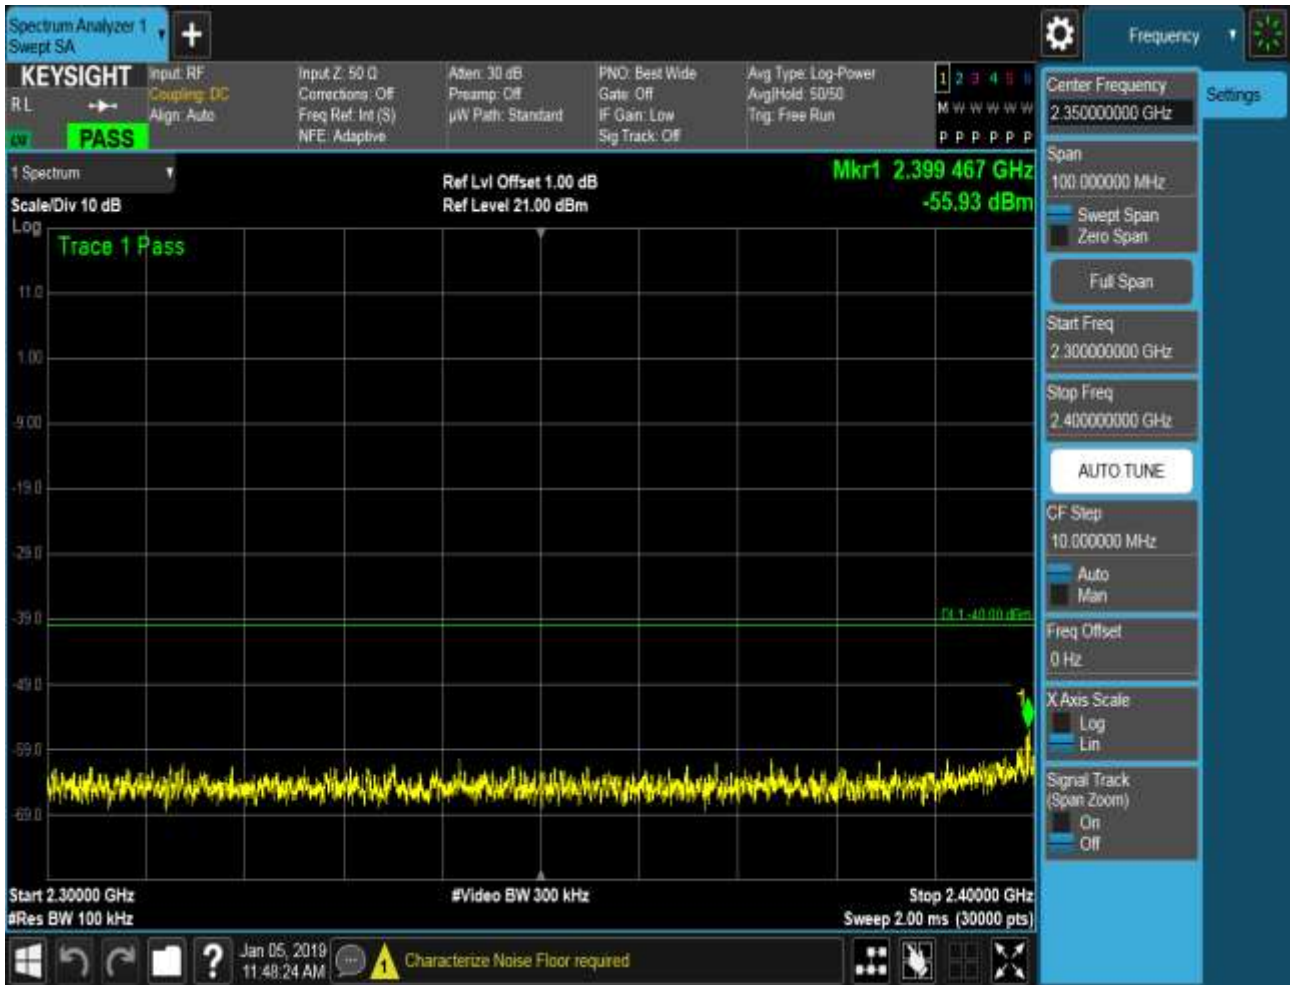 Spectrum Analyzer 1
Swept SA
Frequency
KEYSIGHT
R L
LW
PASS
Input: RF
Coupling: DC
Align: Auto
Input Z: 50 Ω
Corrections: Off
Freq Ref: Int (S)
NFE: Adaptive
Atten: 30 dB
Preamp: Off
µW Path: Standard
PNO: Best Wide
Gate: Off
IF Gain: Low
Sig Track: Off
Avg Type: Log-Power
Avg|Hold: 50/50
Trig: Free Run
1 2 3 4 5 6
M W W W W W
P P P P P P
1 Spectrum
Scale/Div 10 dB
Ref Lvl Offset 1.00 dB
Ref Level 21.00 dBm
Mkr1 2.399 467 GHz
-55.93 dBm
Log
Trace 1 Pass
11.0
1.00
-9.00
-19.0
-29.0
-39.0
-49.0
-59.0
-69.0
DL1 -40.00 dBm
1
Start 2.30000 GHz
#Res BW 100 kHz
#Video BW 300 kHz
Stop 2.40000 GHz
Sweep 2.00 ms (30000 pts)
Center Frequency
2.350000000 GHz
Settings
Span
100.000000 MHz
Swept Span
Zero Span
Full Span
Start Freq
2.300000000 GHz
Stop Freq
2.400000000 GHz
AUTO TUNE
CF Step
10.000000 MHz
Auto
Man
Freq Offset
0 Hz
X Axis Scale
Log
Lin
Signal Track
(Span Zoom)
On
Off
?
Jan 05, 2019
11:48:24 AM
1
Characterize Noise Floor required